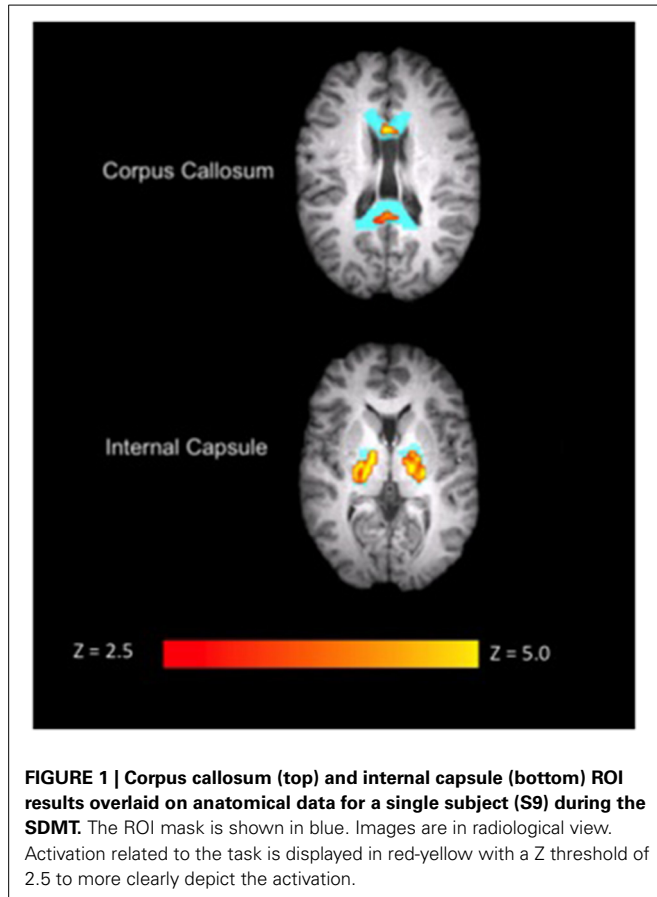 Corpus Callosum
Internal Capsule
Z = 2.5
Z = 5.0
FIGURE 1 | Corpus callosum (top) and internal capsule (bottom) ROI
results overlaid on anatomical data for a single subject (S9) during the
SDMT. The ROI mask is shown in blue. Images are in radiological view.
Activation related to the task is displayed in red-yellow with a Z threshold of
2.5 to more clearly depict the activation.